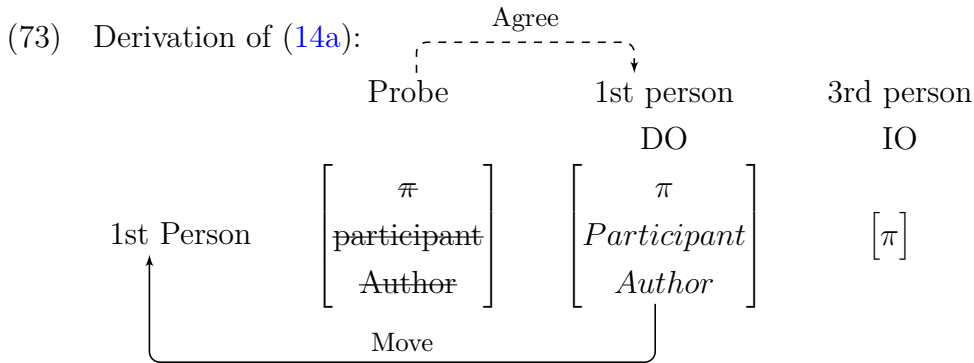 Agree
(73) Derivation of (14a):
Probe 1st person 3rd person
DO IO
π π
1st Person participant Participant [π]
Author Author
Move